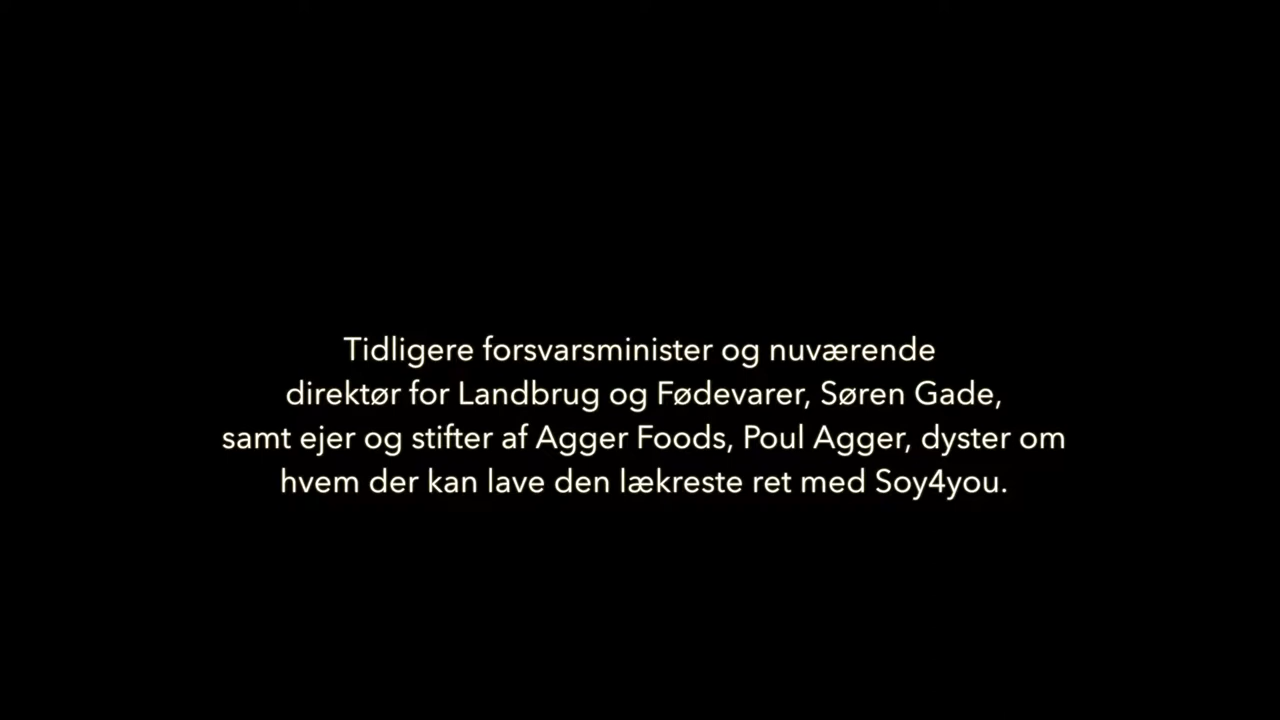 Tidligere forsvarsminister og nuværende
direktør for Landbrug og Fødevarer, Søren Gade,
samt ejer og stifter af Agger Foods, Poul Agger, dyster om
hvem der kan lave den lækreste ret med Soy4you.